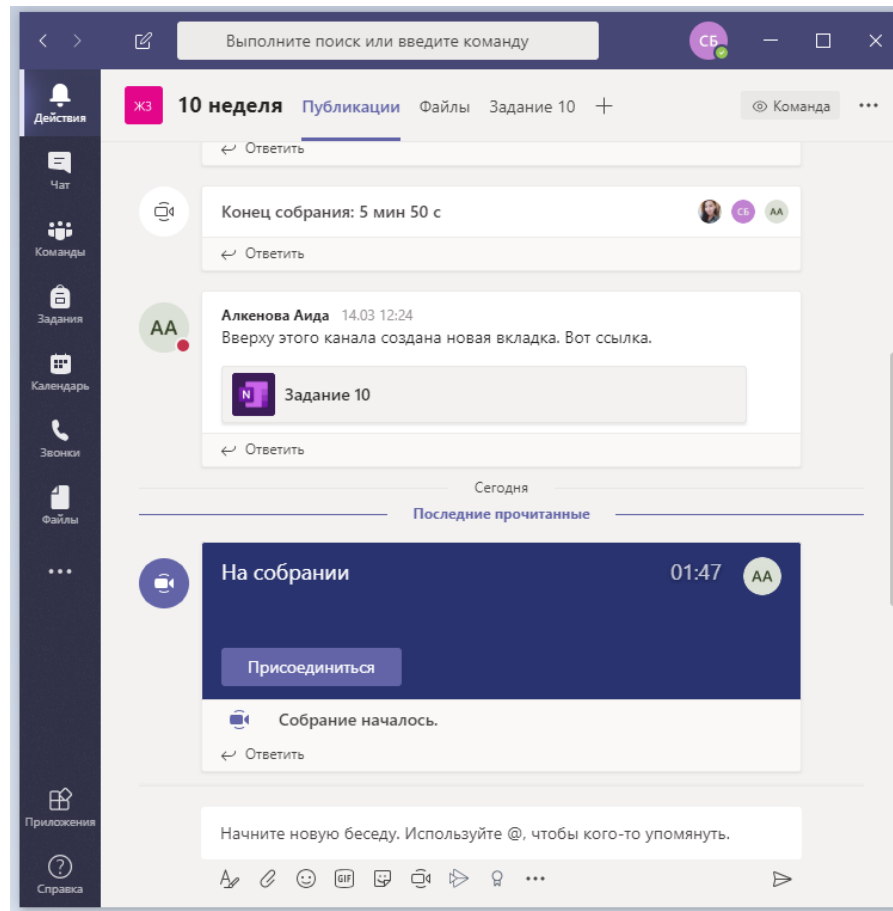 Выполните поиск или введите команду
СБ
Действия
ЖЗ
10 неделя
Публикации
Файлы
Задание 10
Команда
Ответить
Чат
Конец собрания: 5 мин 50 с
СБ
АА
Ответить
Команды
Задания
АА
Алкенова Аида 14.03 12:24
Вверху этого канала создана новая вкладка. Вот ссылка.
N
Задание 10
Календарь
Ответить
Звонки
Сегодня
Последние прочитанные
Файлы
На собрании
01:47
АА
Присоединиться
Собрание началось.
Ответить
Приложения
Начните новую беседу. Используйте @, чтобы кого-то упомянуть.
GIF
Справка